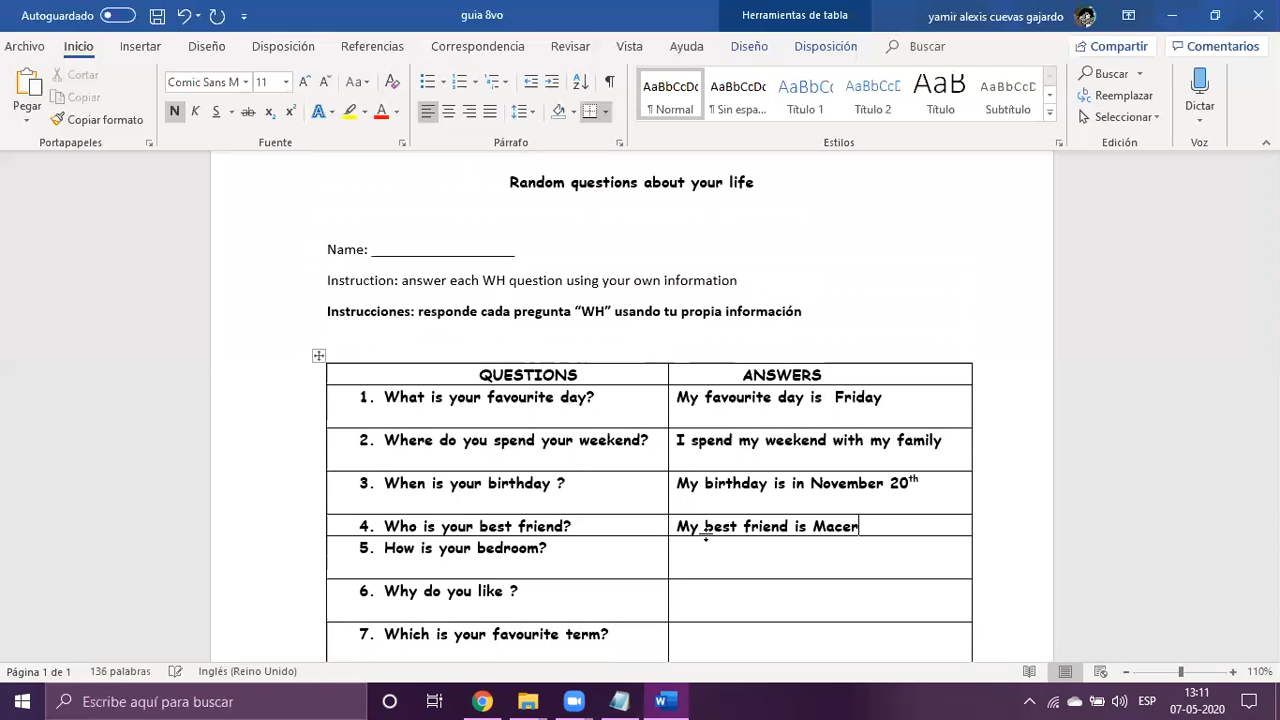 Autoguardado
guia 8vo
Herramientas de tabla
yamir alexis cuevas gajardo
Archivo Inicio Insertar Diseño Disposición Referencias Correspondencia Revisar Vista Ayuda Diseño Disposición Buscar Compartir Comentarios
Pegar
Cortar
Copiar
Copiar formato
Comic Sans M 11
Aa
N K S ab x₂ x²
A A
AaBbCcDc AaBbCcDc AaBbCc AaBbCcD AaB AaBbCcD
¶ Normal ¶ Sin espa... Título 1 Título 2 Título Subtítulo
Buscar
Reemplazar
Seleccionar
Dictar
Portapapeles Fuente Párrafo Estilos Edición Voz
Random questions about your life
Name: ___________________
Instruction: answer each WH question using your own information
Instrucciones: responde cada pregunta “WH” usando tu propia información
QUESTIONS ANSWERS
1. What is your favourite day? My favourite day is Friday
2. Where do you spend your weekend? I spend my weekend with my family
3. When is your birthday ? My birthday is in November 20th
4. Who is your best friend? My best friend is Macer
5. How is your bedroom?
6. Why do you like ?
7. Which is your favourite term?
Página 1 de 1 136 palabras Inglés (Reino Unido) 110%
Escribe aquí para buscar
ESP
13:11
07-05-2020